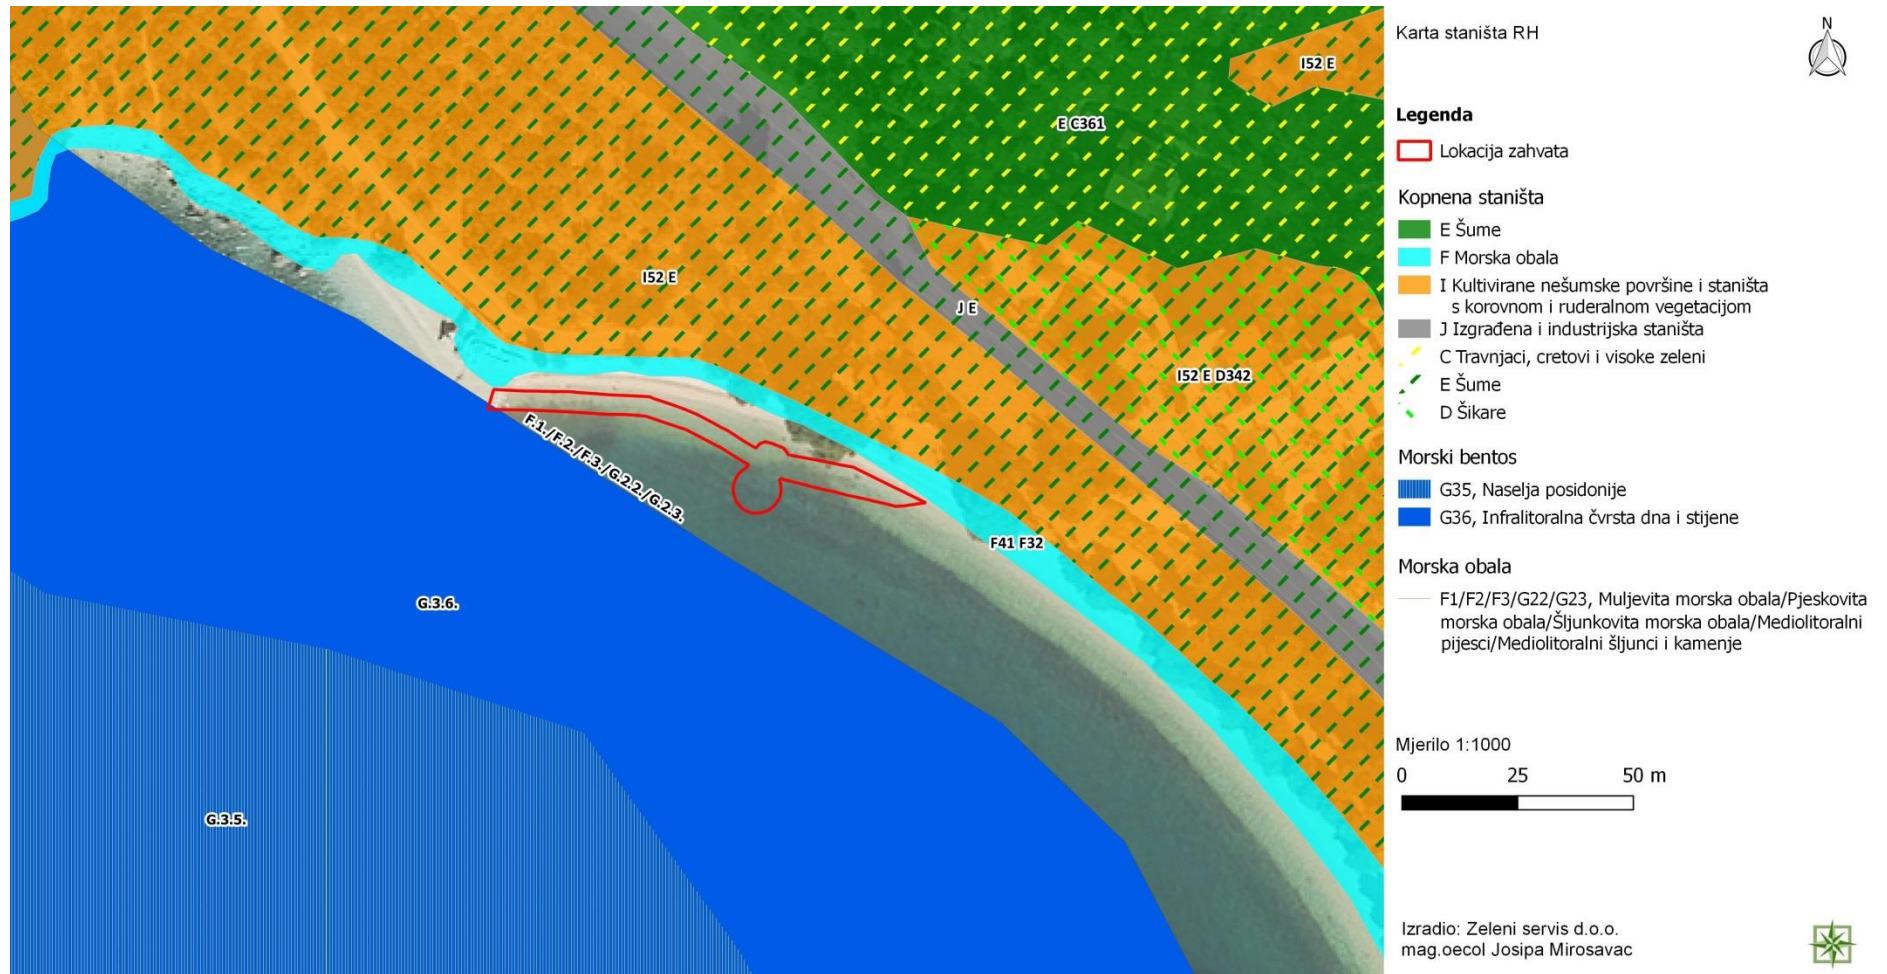 I52 E
E C361
I52 E
J E
I52 E D342
F.1./F.2./F.3./G.2.2./G.2.3.
F41 F32
G.3.6.
G.3.5.
Karta staništa RH
N
Legenda
Lokacija zahvata
Kopnena staništa
E Šume
F Morska obala
I Kultivirane nešumske površine i staništa
s korovnom i ruderalnom vegetacijom
J Izgrađena i industrijska staništa
C Travnjaci, cretovi i visoke zeleni
E Šume
D Šikare
Morski bentos
G35, Naselja posidonije
G36, Infralitoralna čvrsta dna i stijene
Morska obala
F1/F2/F3/G22/G23, Muljevita morska obala/Pjeskovita
morska obala/Šljunkovita morska obala/Mediolitoralni
pijesci/Mediolitoralni šljunci i kamenje
Mjerilo 1:1000
0 25 50 m
Izradio: Zeleni servis d.o.o.
mag.oecol Josipa Mirosavac